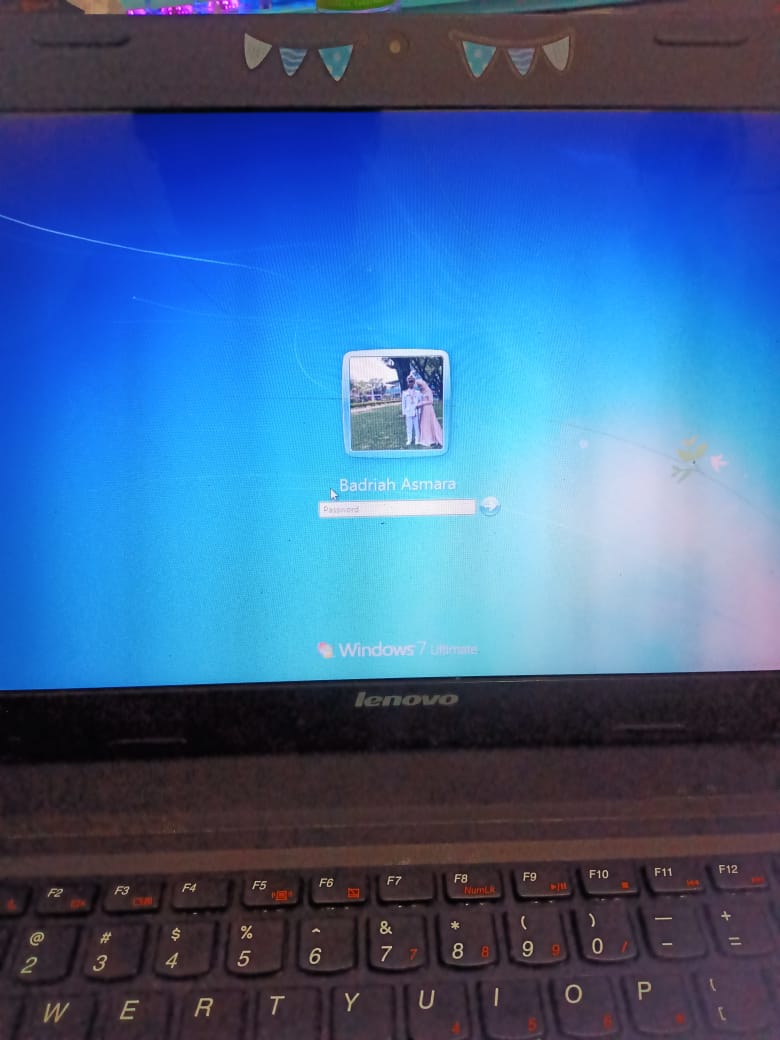 Badriah Asmara
Password
Windows 7 Ultimate
lenovo
F2 F3 F4 F5 F6 F7 F8 F9 F10 F11 F12
NumLk
@ # $ % ^ & * ( ) — +
2 3 4 5 6 7 7 8 8 9 9 0 / - =
W E R T Y U I O P { [
4 5 6